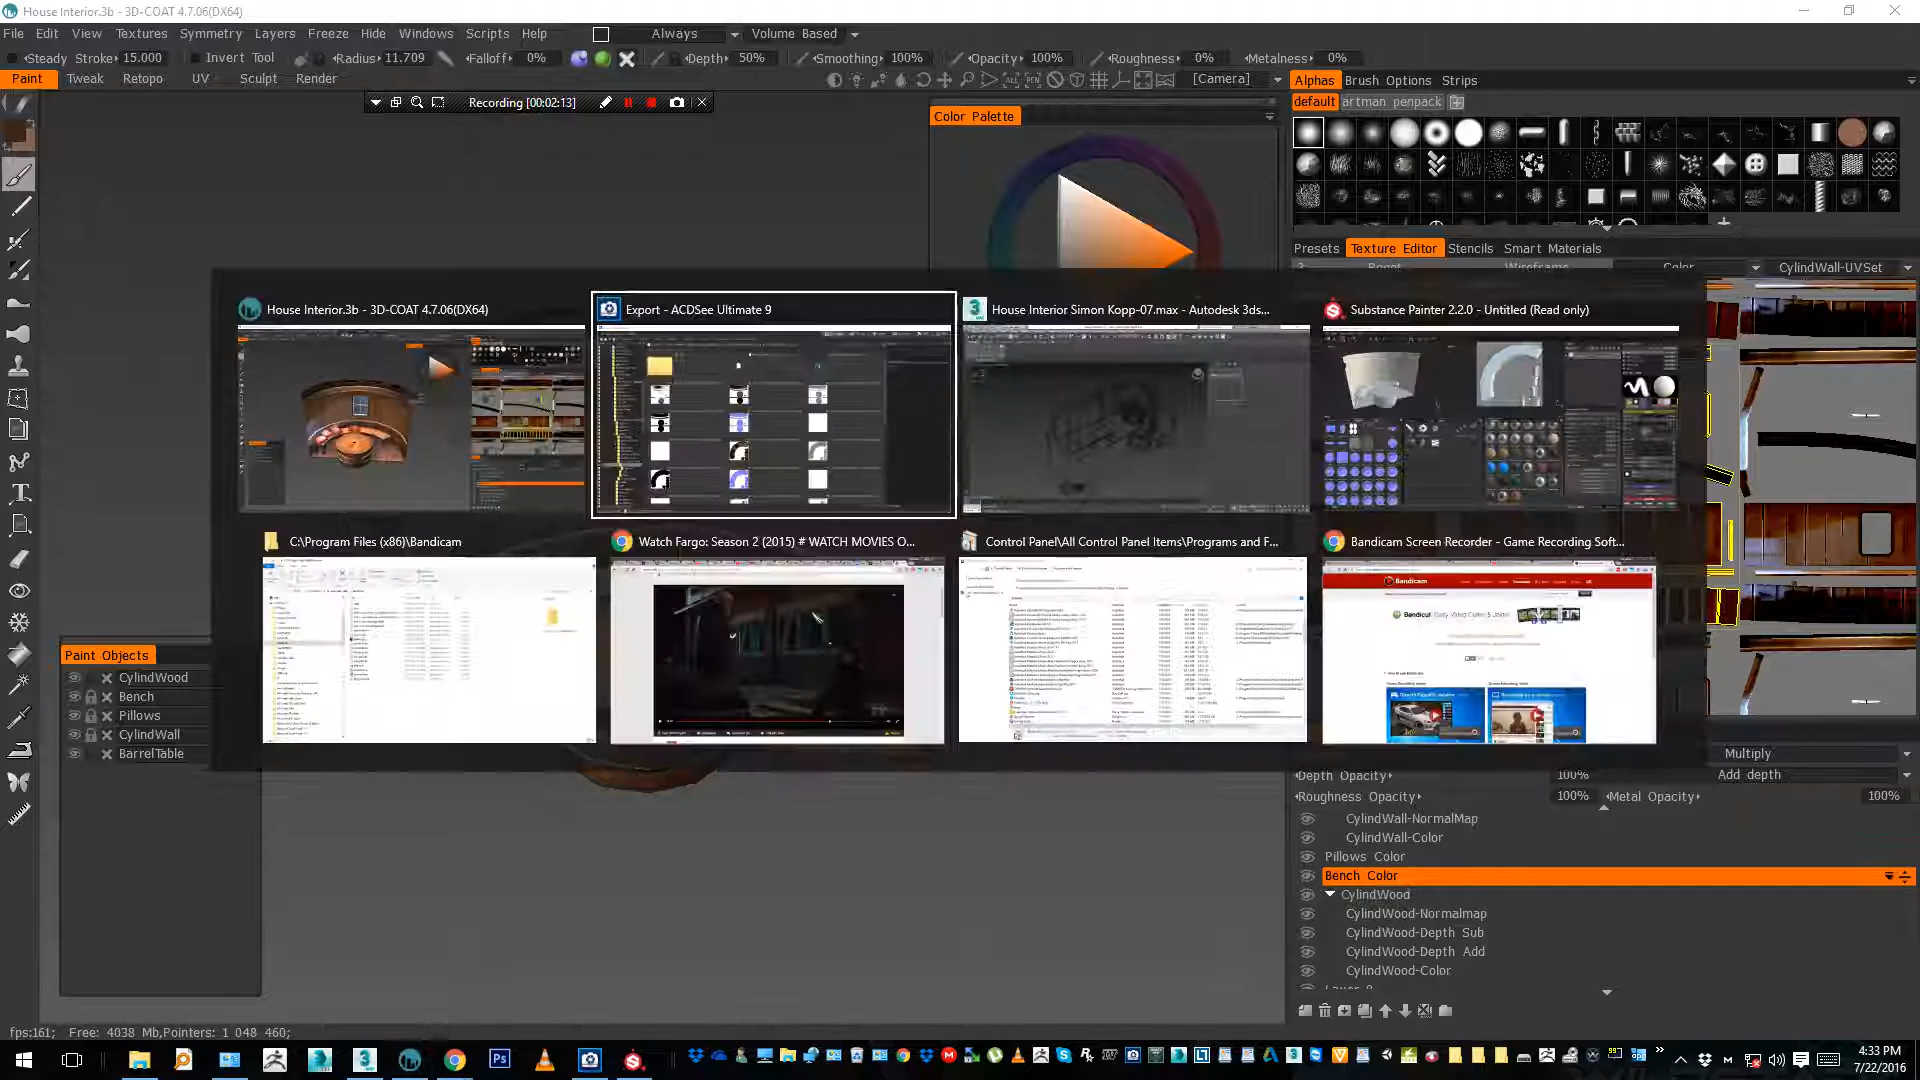 House Interior.3b - 3D-COAT 4.7.06(DX64)
File Edit View Textures Symmetry Layers Freeze Hide Windows Scripts Help Always Volume Based
Steady Stroke 15.000 Invert Tool Radius 11.709 Falloff 0% Depth 50% Smoothing 100% Opacity 100% Roughness 0% Metalness 0%
Paint Tweak Retopo UV Sculpt Render [Camera] Alphas Brush Options Strips
Recording [00:02:13]
default artman penpack
Color Palette
Presets Texture Editor Stencils Smart Materials
Color CylindWall-UVSet
House Interior.3b - 3D-COAT 4.7.06(DX64)
Export - ACDSee Ultimate 9
House Interior Simon Kopp-07.max - Autodesk 3ds...
Substance Painter 2.2.0 - Untitled (Read only)
C:\Program Files (x86)\Bandicam
Watch Fargo: Season 2 (2015) # WATCH MOVIES O...
Control Panel\All Control Panel Items\Programs and F...
Bandicam Screen Recorder - Game Recording Soft...
Bandicam
Paint Objects
CylindWood
Bench
Pillows
CylindWall
BarrelTable
Multiply
Depth Opacity 100% Add depth
Roughness Opacity 100% Metal Opacity 100%
CylindWall-NormalMap
CylindWall-Color
Pillows Color
Bench Color
CylindWood
CylindWood-Normalmap
CylindWood-Depth Sub
CylindWood-Depth Add
CylindWood-Color
fps:161; Free: 4038 Mb,Pointers: 1 048 460;
4:33 PM
7/22/2016